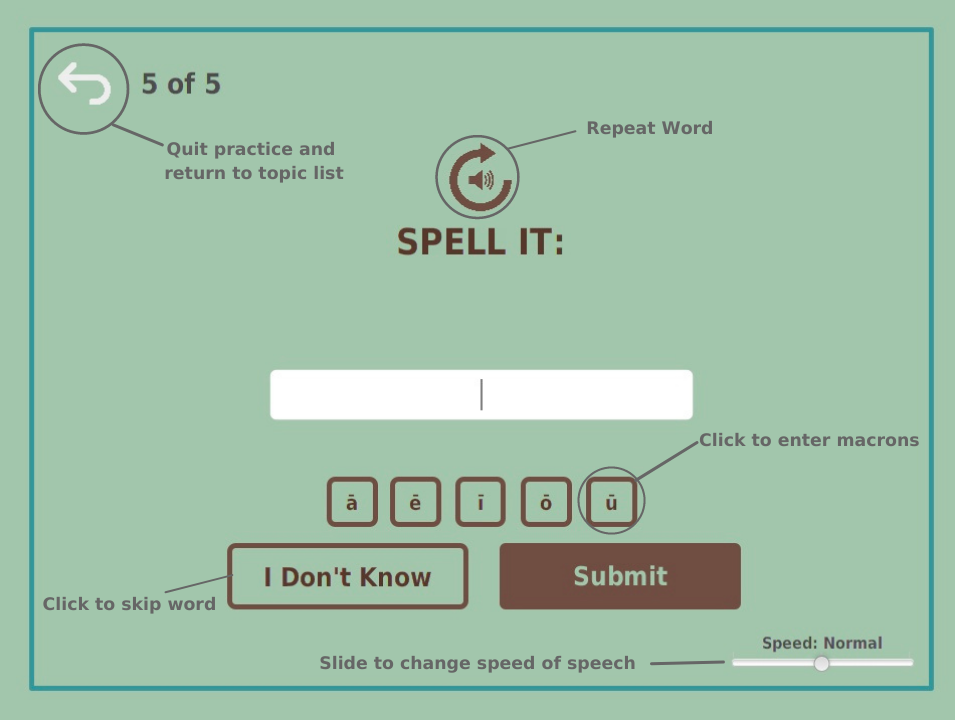 5 of 5
Repeat Word
Quit practice and
return to topic list
SPELL IT:
Click to enter macrons
ā ē ī ō ū
I Don't Know
Submit
Click to skip word
Speed: Normal
Slide to change speed of speech